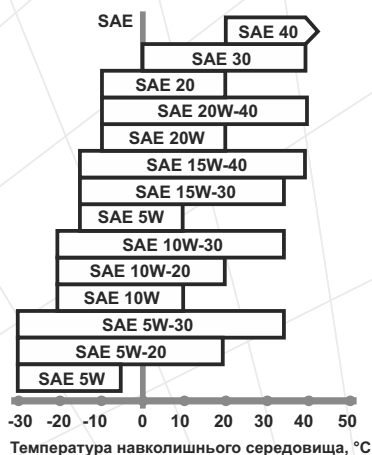 SAE
SAE 40
SAE 30
SAE 20
SAE 20W-40
SAE 20W
SAE 15W-40
SAE 15W-30
SAE 5W
SAE 10W-30
SAE 10W-20
SAE 10W
SAE 5W-30
SAE 5W-20
SAE 5W
-30 -20 -10 0 10 20 30 40 50
Температура навколишнього середовища, °C